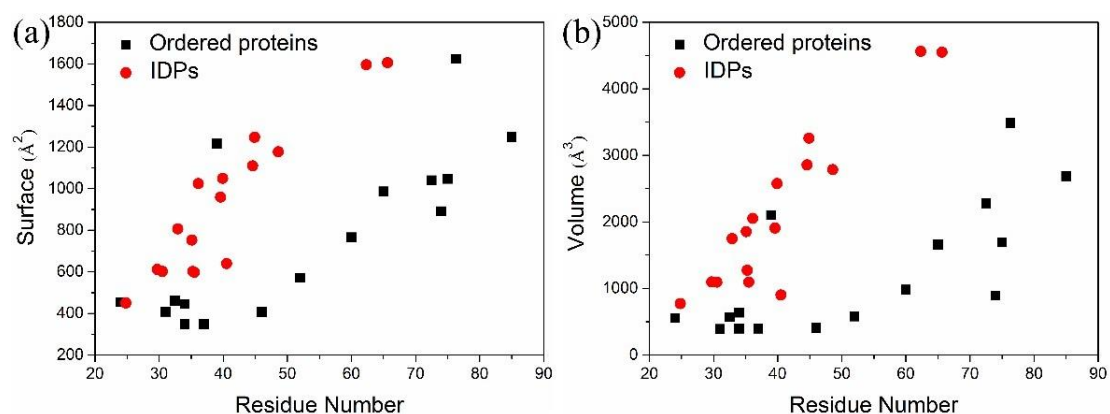 (a)
Ordered proteins
IDPs
Surface (Å²)
1800
1600
1400
1200
1000
800
600
400
200
20 30 40 50 60 70 80 90
Residue Number
(b)
Ordered proteins
IDPs
Volume (Å³)
5000
4000
3000
2000
1000
0
20 30 40 50 60 70 80 90
Residue Number